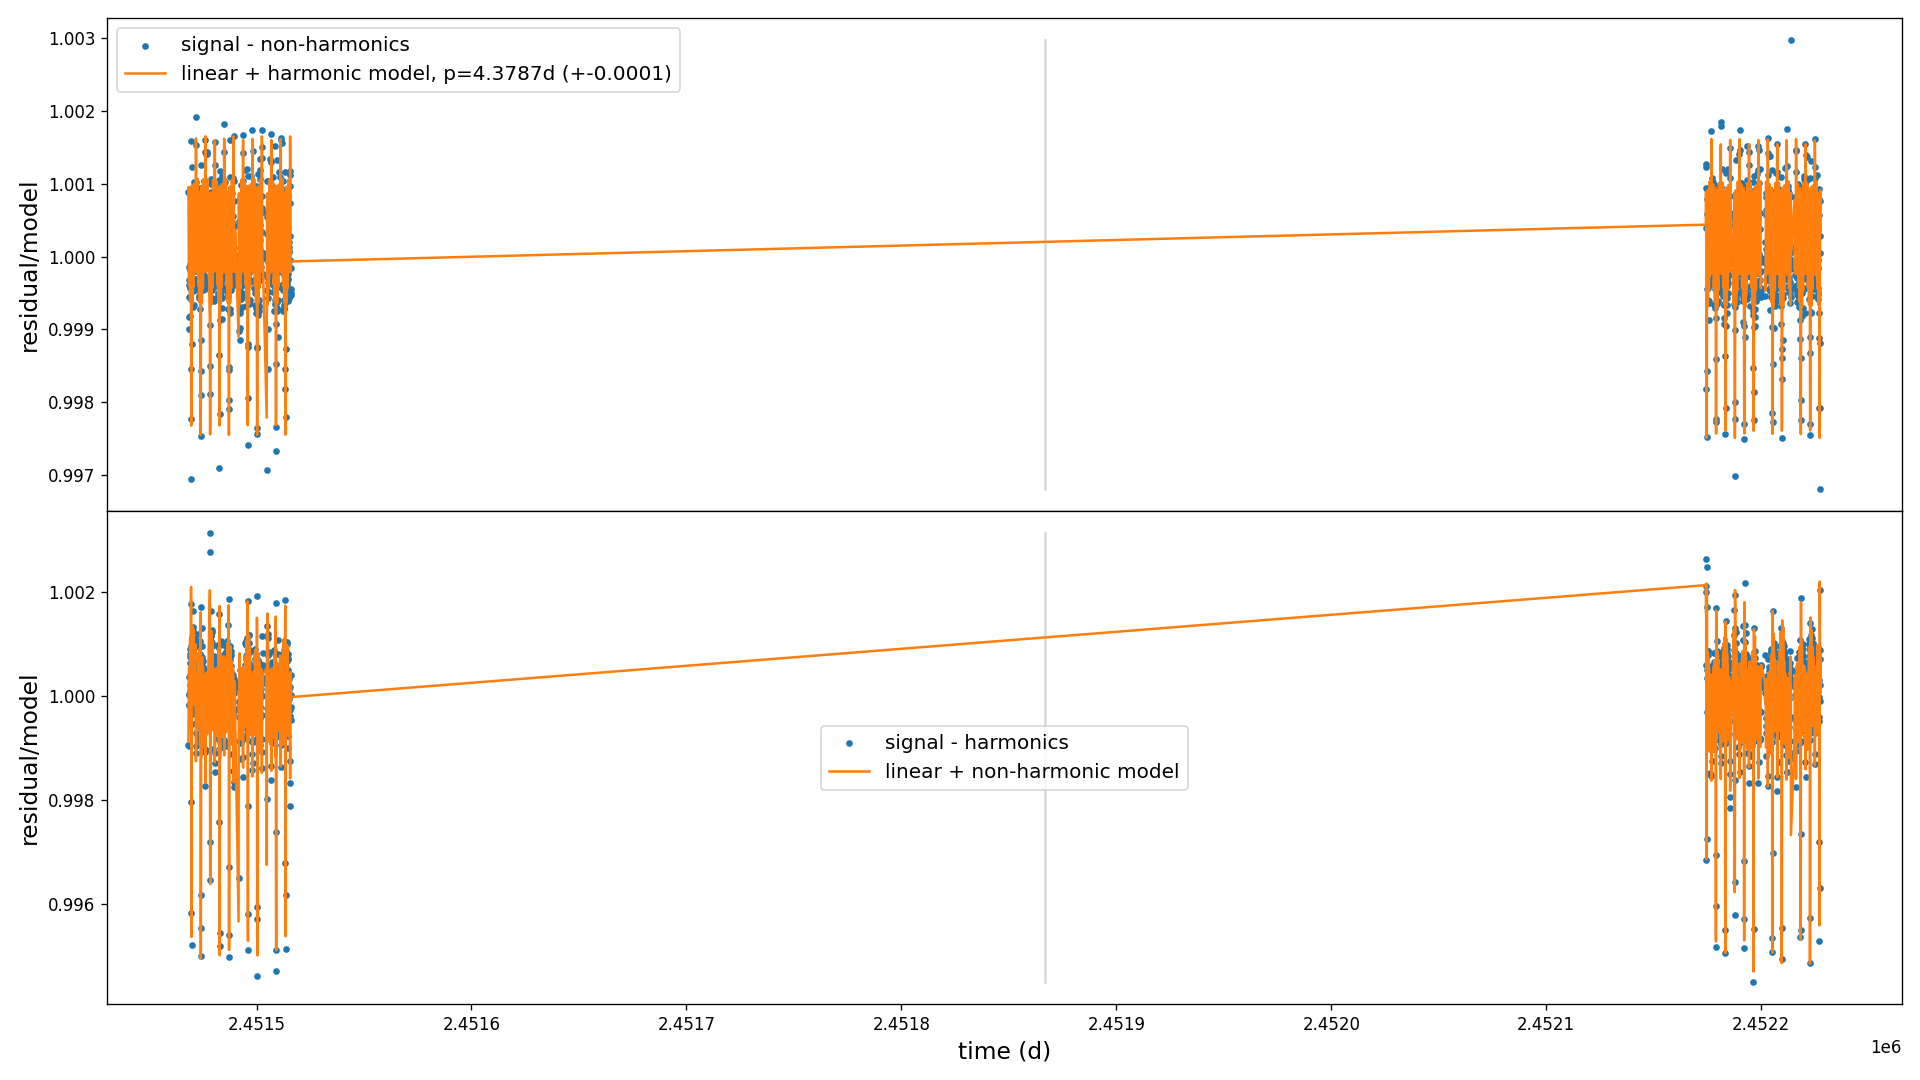 signal - non-harmonics
linear + harmonic model, p=4.3787d (+-0.0001)
1.003
1.002
1.001
1.000
0.999
0.998
0.997
residual/model
1.002
1.000
0.998
0.996
residual/model
signal - harmonics
linear + non-harmonic model
2.4515
2.4516
2.4517
2.4518
2.4519
2.4520
2.4521
2.4522
time (d)
1e6